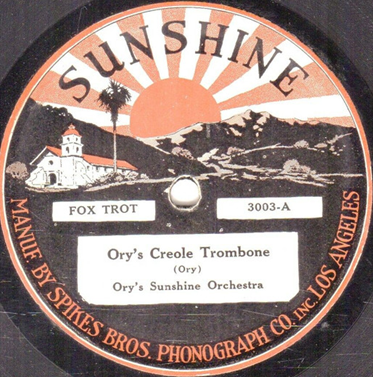 SUNSHINE
FOX TROT
3003-A
Ory's Creole Trombone
(Ory)
Ory's Sunshine Orchestra
MANUF BY SPIKES BROS. PHONOGRAPH CO. INC. LOS ANGELES